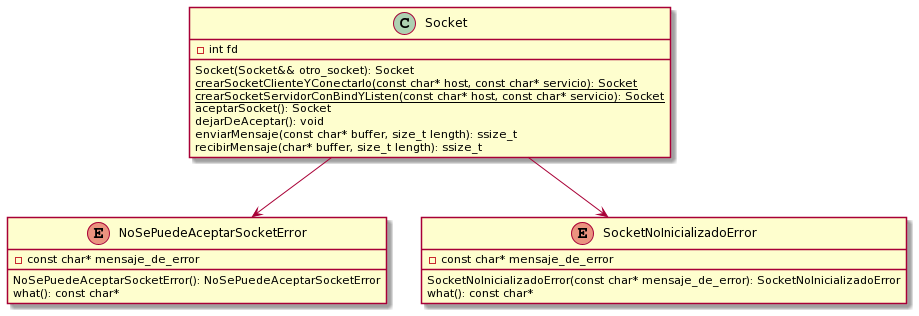 C Socket
int fd
Socket(Socket&& otro_socket): Socket
crearSocketClienteYConectarlo(const char* host, const char* servicio): Socket
crearSocketServidorConBindYListen(const char* host, const char* servicio): Socket
aceptarSocket(): Socket
dejarDeAceptar(): void
enviarMensaje(const char* buffer, size_t length): ssize_t
recibirMensaje(char* buffer, size_t length): ssize_t
E NoSePuedeAceptarSocketError
const char* mensaje_de_error
NoSePuedeAceptarSocketError(): NoSePuedeAceptarSocketError
what(): const char*
E SocketNoInicializadoError
const char* mensaje_de_error
SocketNoInicializadoError(const char* mensaje_de_error): SocketNoInicializadoError
what(): const char*